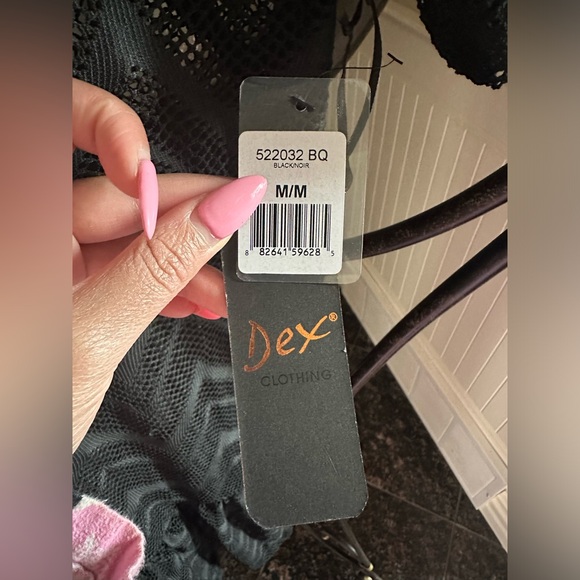 522032 BQ
BLACK/NOIR
M/M
8 82641 59628 5
Dex®
CLOTHING